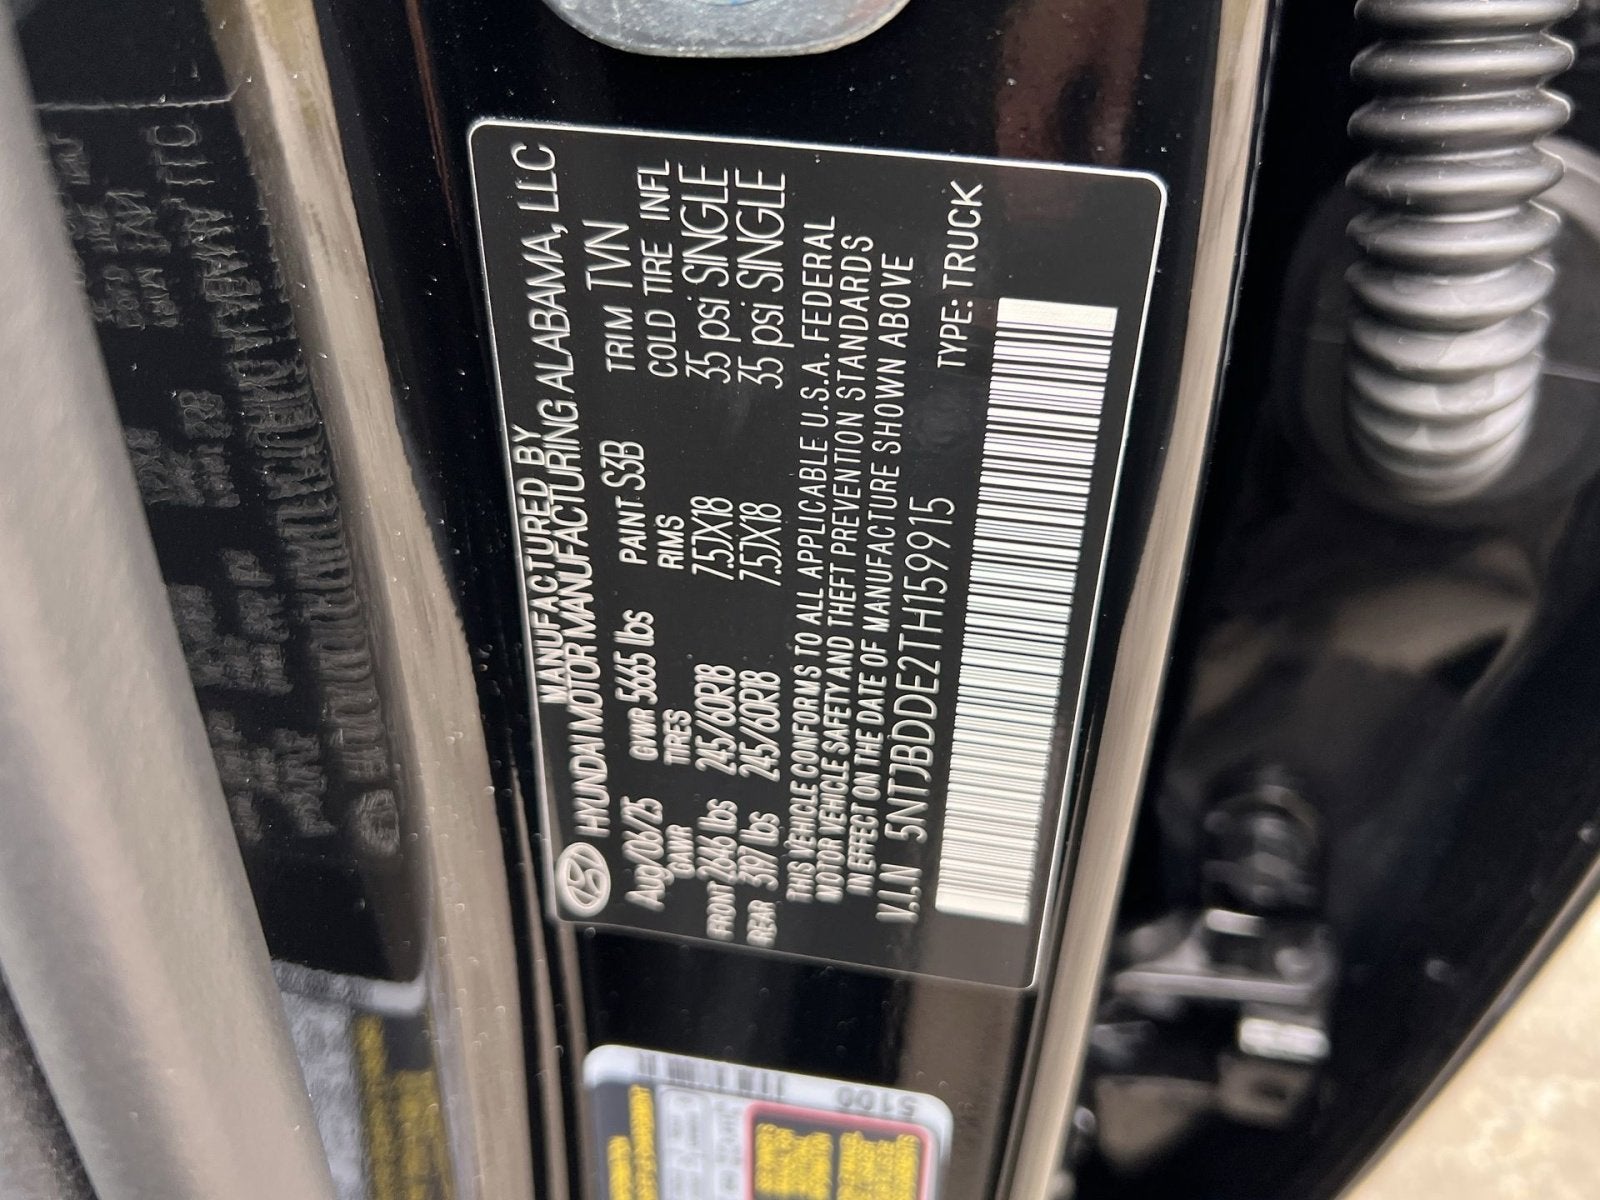 MANUFACTURED BY
HYUNDAI MOTOR MANUFACTURING ALABAMA, LLC
Aug/06/25 GVWR 5665 lbs PAINT S3B TRIM TVN
GAWR TIRES RIMS COLD TIRE INFL
FRONT 2646 lbs 245/60R18 7.5JX18 35 psi SINGLE
REAR 3197 lbs 245/60R18 7.5JX18 35 psi SINGLE
THIS VEHICLE CONFORMS TO ALL APPLICABLE U.S.A. FEDERAL
MOTOR VEHICLE SAFETY AND THEFT PREVENTION STANDARDS
IN EFFECT ON THE DATE OF MANUFACTURE SHOWN ABOVE
V.I.N 5NTJBDDE2TH159915 TYPE: TRUCK
5100